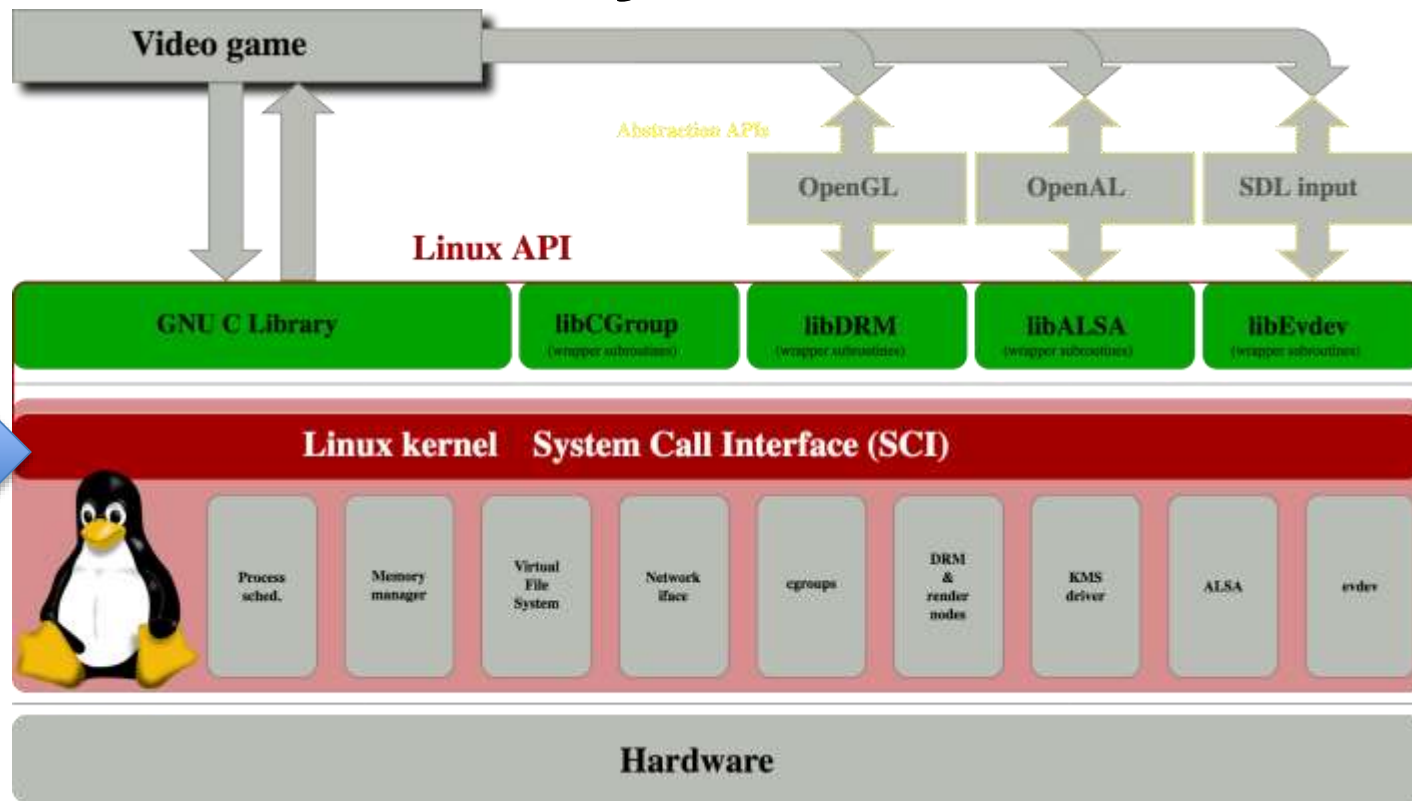 Video game
Abstraction APIs
OpenGL
OpenAL
SDL input
Linux API
GNU C Library
libCGroup
(wrapper subroutines)
libDRM
(wrapper subroutines)
libALSA
(wrapper subroutines)
libEvdev
(wrapper subroutines)
Linux kernel System Call Interface (SCI)
Process
sched.
Memory
manager
Virtual
File
System
Network
iface
cgroups
DRM
&
render
nodes
KMS
driver
ALSA
evdev
Hardware